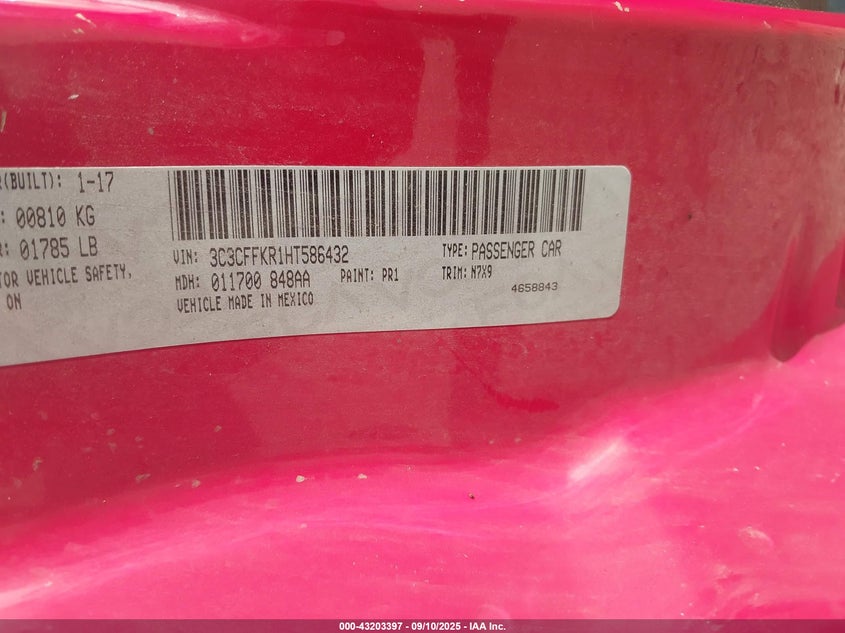 R(BUILT): 1-17
: 00810 KG
R: 01785 LB
TOR VEHICLE SAFETY,
ON
VIN: 3C3CFFKR1HT586432
TYPE: PASSENGER CAR
MDH: 011700 848AA
PAINT: PR1
TRIM: N7X9
VEHICLE MADE IN MEXICO
4658843
000-43203397 - 09/10/2025 - IAA Inc.